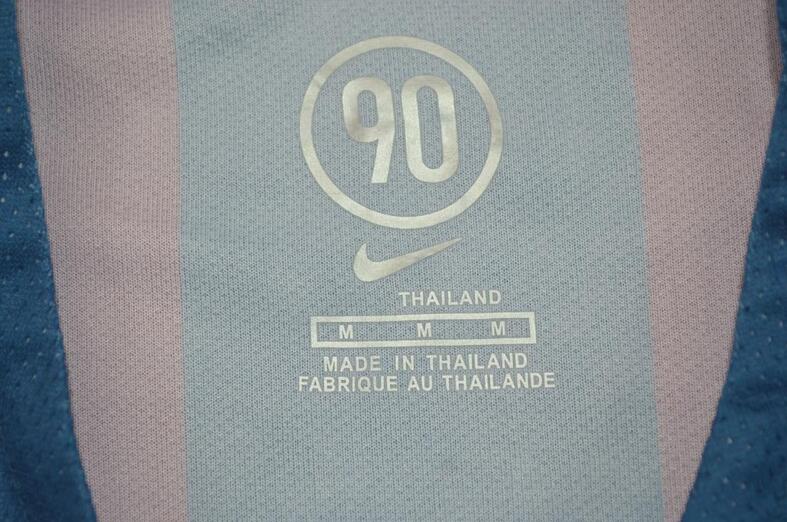 90
THAILAND
M M M
MADE IN THAILAND
FABRIQUE AU THAILANDE